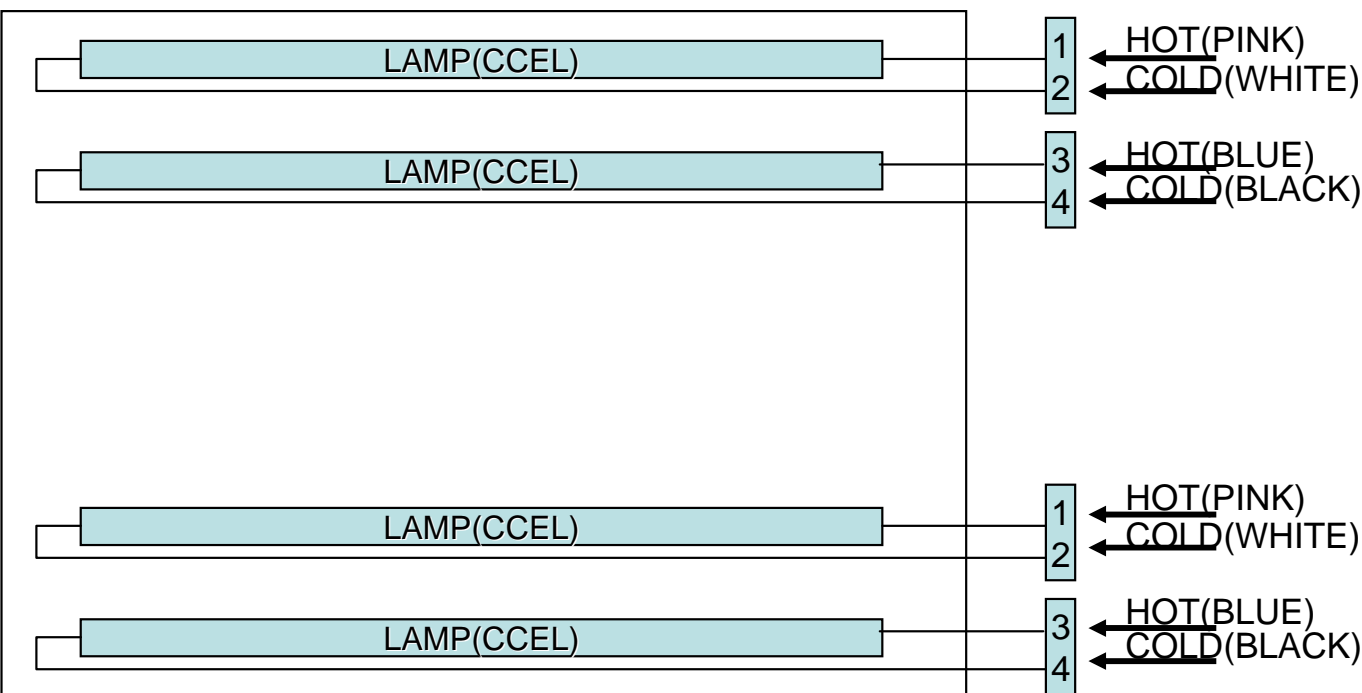 LAMP(CCEL)
1 HOT(PINK)
2 COLD(WHITE)
LAMP(CCEL)
3 HOT(BLUE)
4 COLD(BLACK)
LAMP(CCEL)
1 HOT(PINK)
2 COLD(WHITE)
LAMP(CCEL)
3 HOT(BLUE)
4 COLD(BLACK)